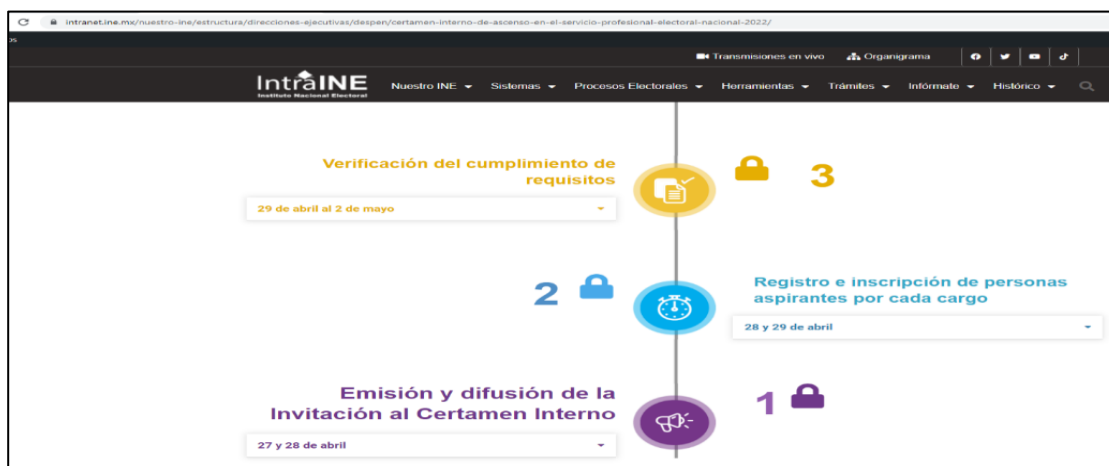 intranet.ine.mx/nuestro-ine/estructura/direcciones-ejecutivas/despen/certamen-interno-de-ascenso-en-el-servicio-profesional-electoral-nacional-2022/
os
Transmisiones en vivo Organigrama
IntraINE
Instituto Nacional Electoral
Nuestro INE Sistemas Procesos Electorales Herramientas Trámites Infórmate Histórico
Verificación del cumplimiento de
requisitos
3
29 de abril al 2 de mayo
2
Registro e inscripción de personas
aspirantes por cada cargo
28 y 29 de abril
Emisión y difusión de la
Invitación al Certamen Interno
1
27 y 28 de abril